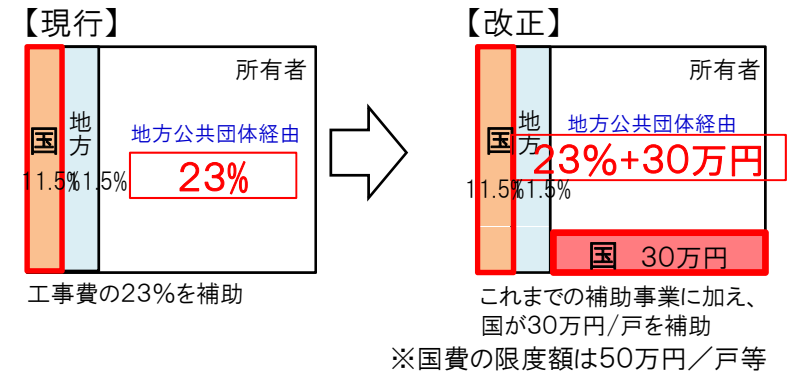 【現行】
所有者
国
地方
地方公共団体経由
23%
11.5%
11.5%
工事費の23%を補助
【改正】
所有者
国
地方
地方公共団体経由
23%+30万円
11.5%
11.5%
国 30万円
これまでの補助事業に加え、
国が30万円/戸を補助
※国費の限度額は50万円／戸等